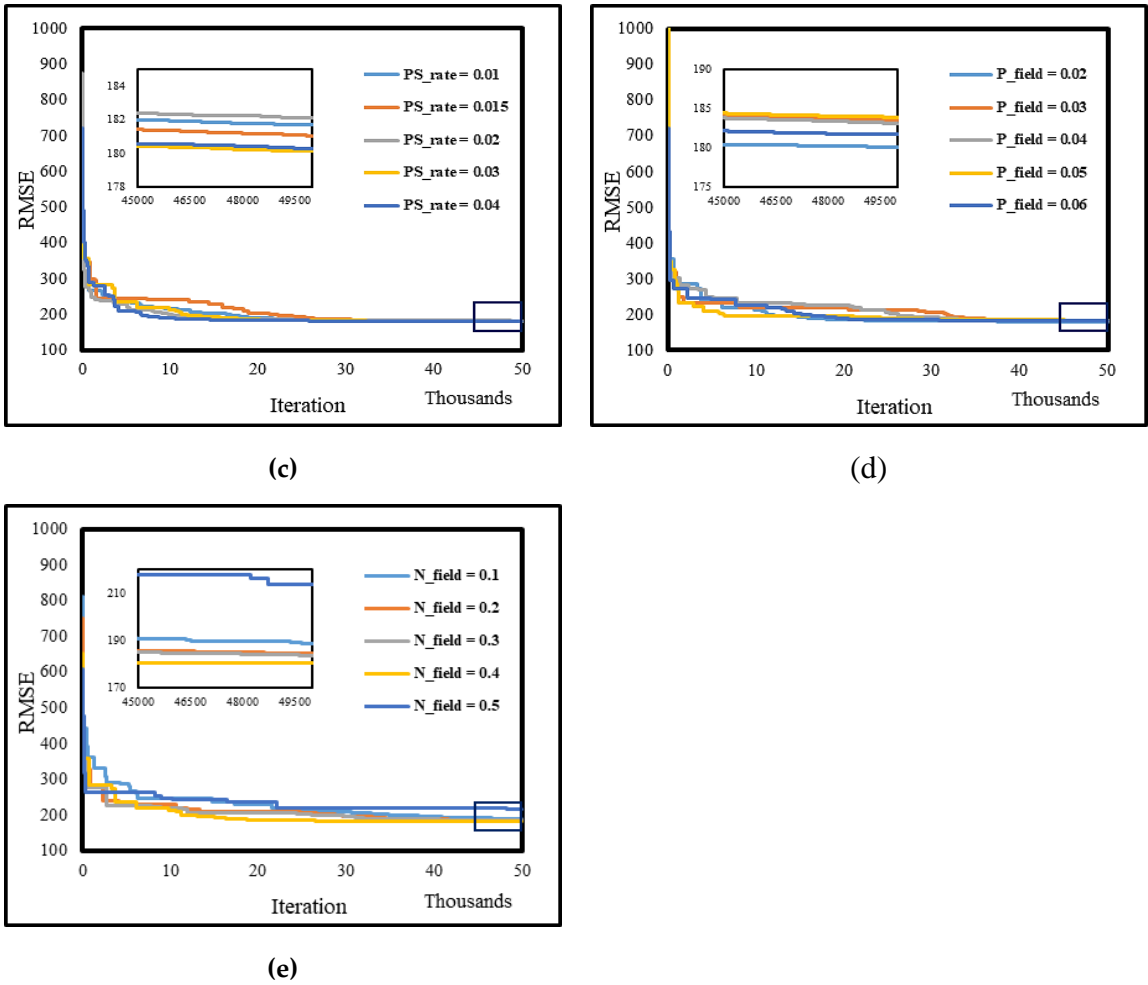 1000
900
800
700
600
500
400
300
200
100
RMSE
184
182
180
178
45000 46500 48000 49500
PS_rate = 0.01
PS_rate = 0.015
PS_rate = 0.02
PS_rate = 0.03
PS_rate = 0.04
0 10 20 30 40 50
Iteration
Thousands
(c)
1000
900
800
700
600
500
400
300
200
100
RMSE
190
185
180
175
45000 46500 48000 49500
P_field = 0.02
P_field = 0.03
P_field = 0.04
P_field = 0.05
P_field = 0.06
0 10 20 30 40 50
Iteration
Thousands
(d)
1000
900
800
700
600
500
400
300
200
100
RMSE
210
190
170
45000 46500 48000 49500
N_field = 0.1
N_field = 0.2
N_field = 0.3
N_field = 0.4
N_field = 0.5
0 10 20 30 40 50
Iteration
Thousands
(e)